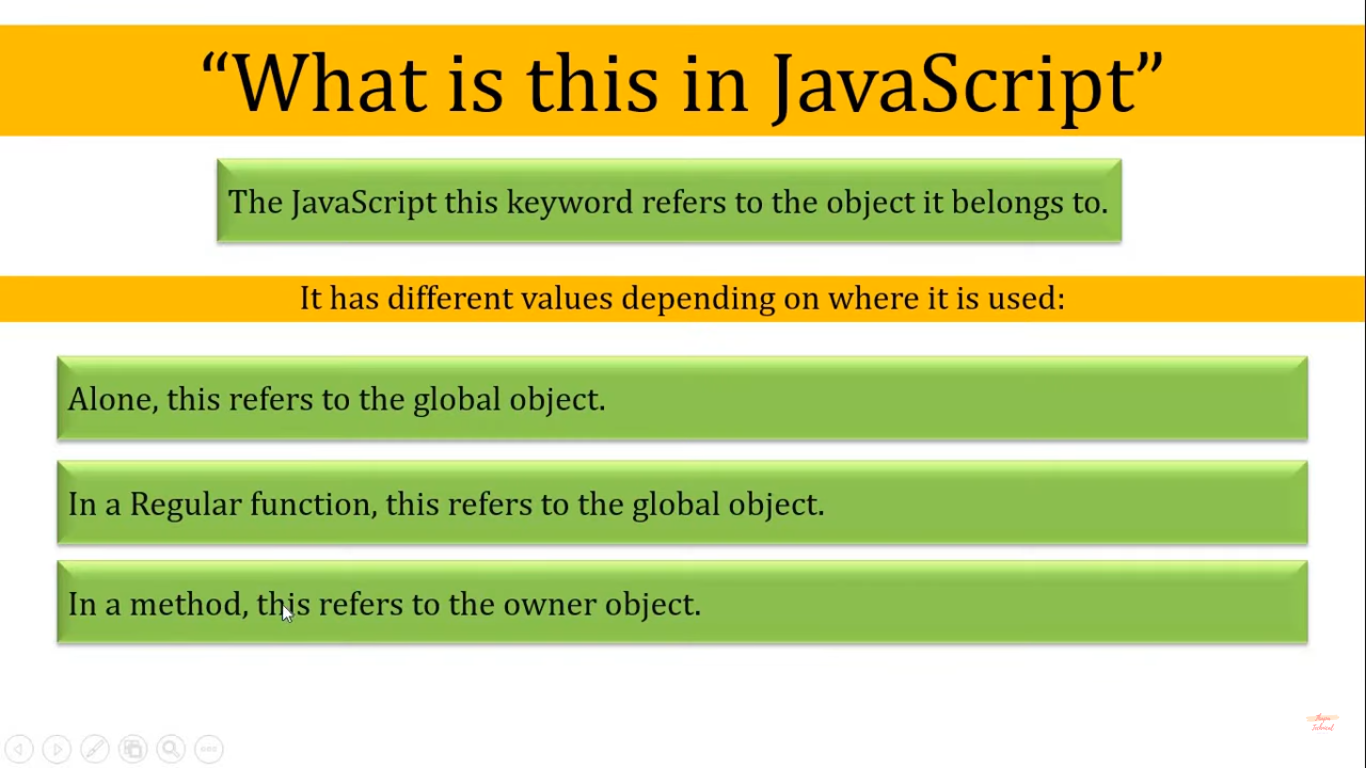 “What is this in JavaScript”
The JavaScript this keyword refers to the object it belongs to.
It has different values depending on where it is used:
Alone, this refers to the global object.
In a Regular function, this refers to the global object.
In a method, this refers to the owner object.
Technical